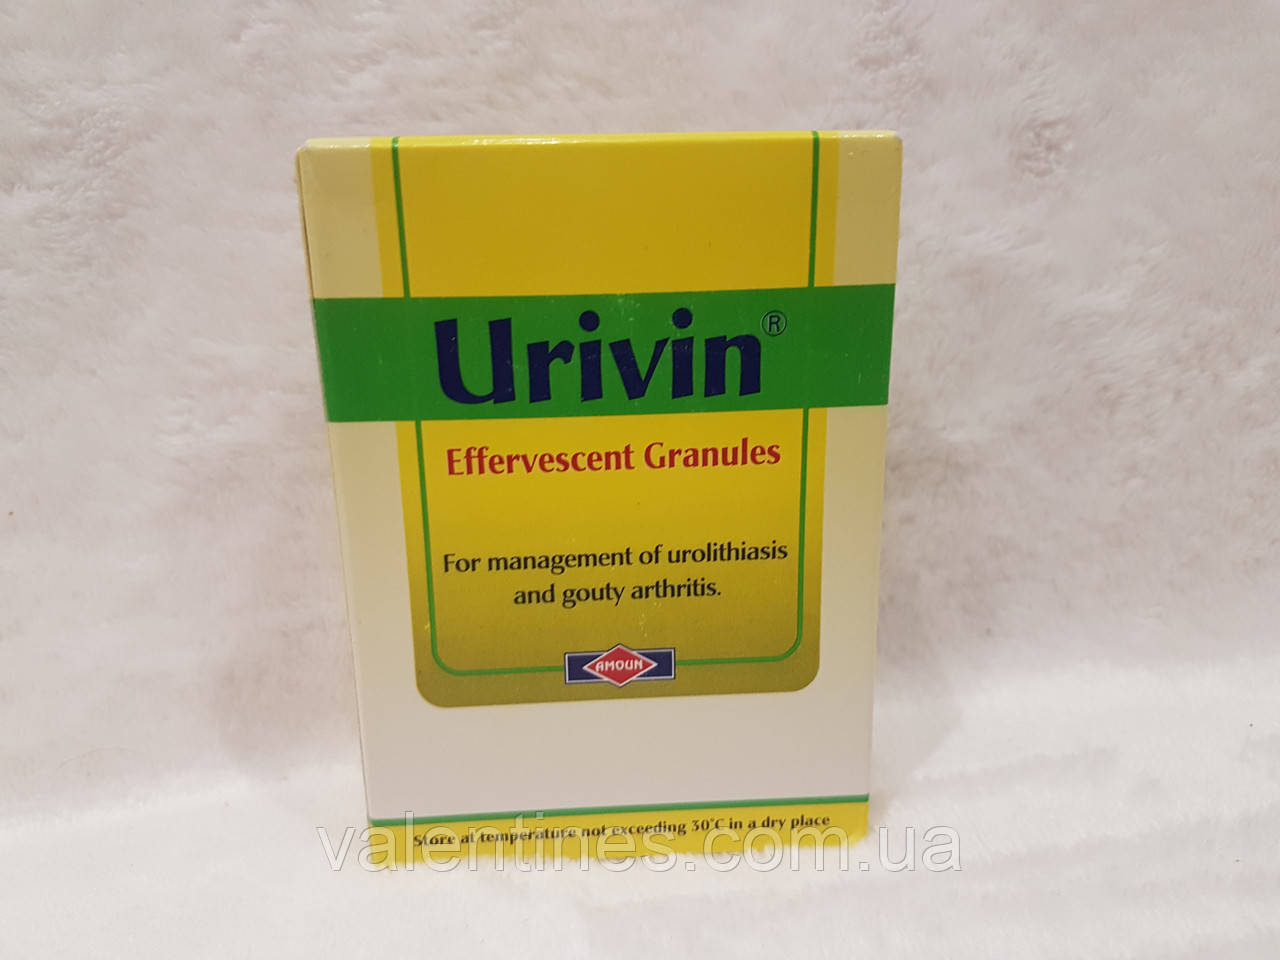 Urivin®
Effervescent Granules
For management of urolithiasis
and gouty arthritis.
AMOUN
Store at temperature not exceeding 30°C in a dry place
valentines.com.ua